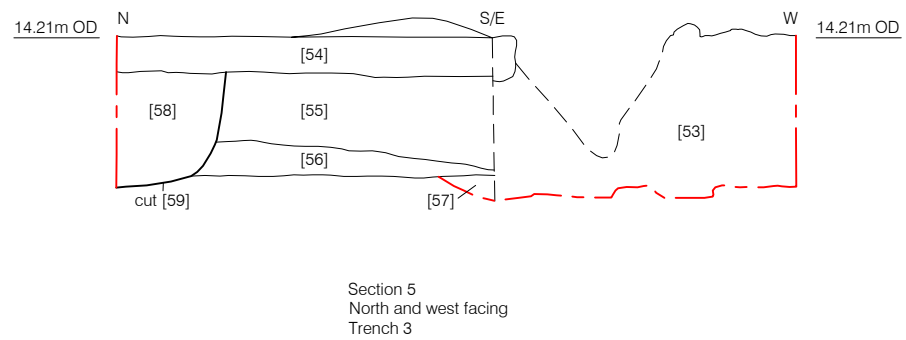 N
S/E
W
14.21m OD
14.21m OD
[54]
[58]
[55]
[53]
[56]
cut [59]
[57]
Section 5
North and west facing
Trench 3